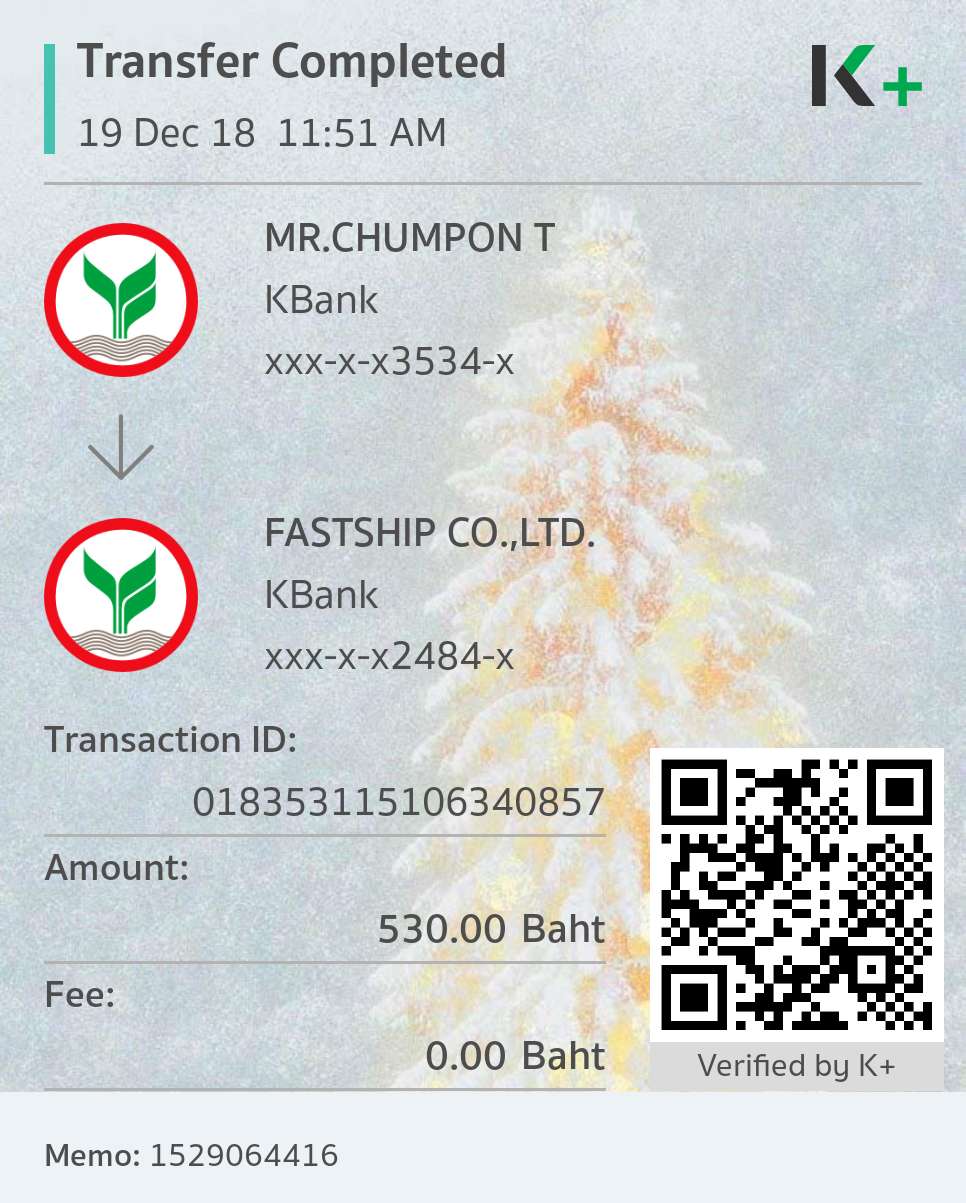 Transfer Completed
19 Dec 18 11:51 AM
K+
MR.CHUMPON T
KBank
xxx-x-x3534-x
FASTSHIP CO.,LTD.
KBank
xxx-x-x2484-x
Transaction ID:
018353115106340857
Amount:
530.00 Baht
Fee:
0.00 Baht
Verified by K+
Memo: 1529064416